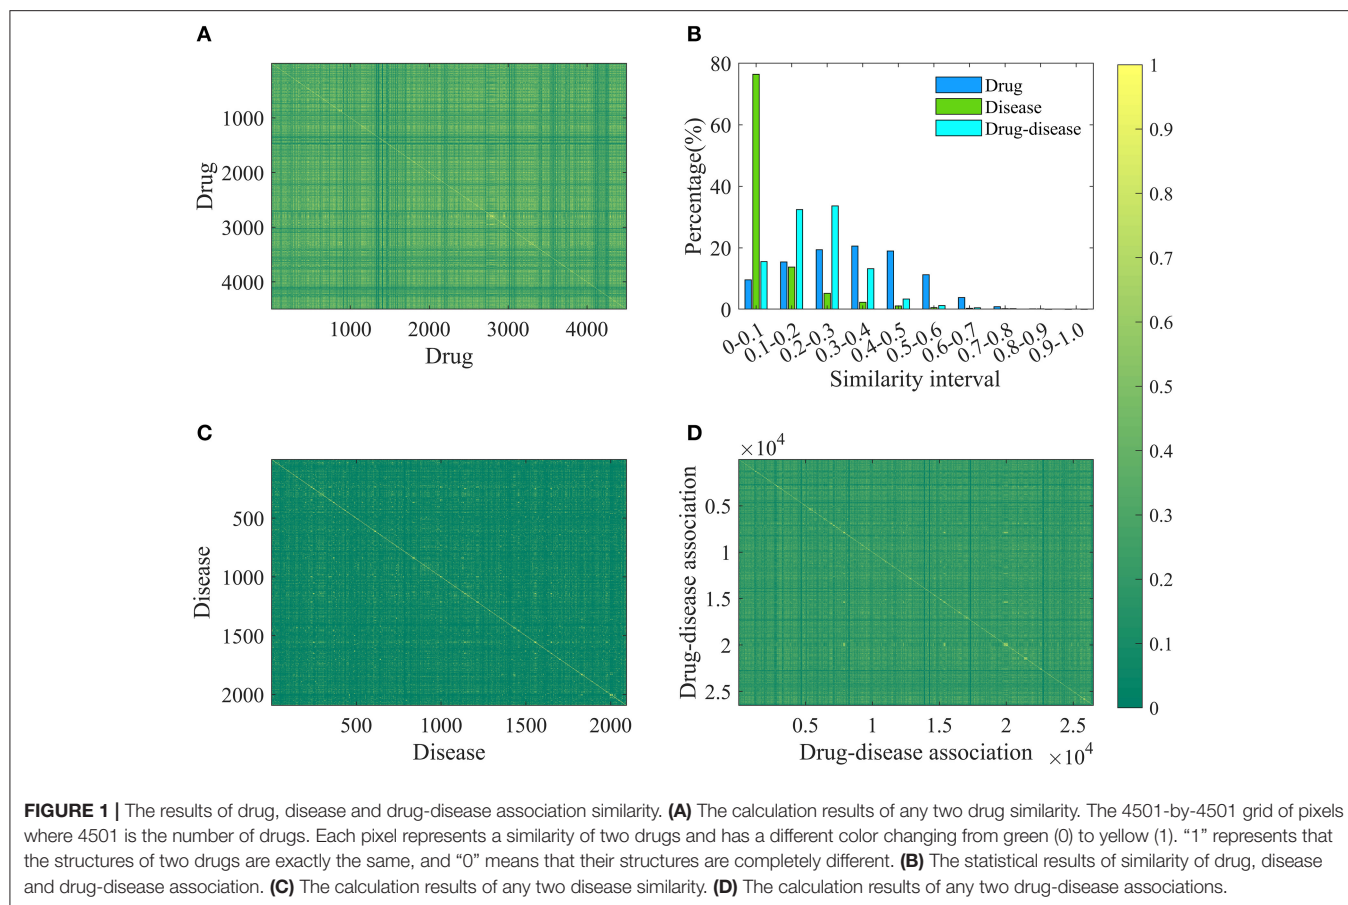 A
Drug
1000
2000
3000
4000
1000 2000 3000 4000
Drug
B
Percentage(%)
80
60
40
20
0
Drug
Disease
Drug-disease
0-0.1 0.1-0.2 0.2-0.3 0.3-0.4 0.4-0.5 0.5-0.6 0.6-0.7 0.7-0.8 0.8-0.9 0.9-1.0
Similarity interval
1
0.9
0.8
0.7
0.6
0.5
0.4
0.3
0.2
0.1
0
C
Disease
500
1000
1500
2000
500 1000 1500 2000
Disease
D
×10⁴
Drug-disease association
0.5
1
1.5
2
2.5
0.5 1 1.5 2 2.5
Drug-disease association ×10⁴
FIGURE 1 | The results of drug, disease and drug-disease association similarity. (A) The calculation results of any two drug similarity. The 4501-by-4501 grid of pixels
where 4501 is the number of drugs. Each pixel represents a similarity of two drugs and has a different color changing from green (0) to yellow (1). “1” represents that
the structures of two drugs are exactly the same, and “0” means that their structures are completely different. (B) The statistical results of similarity of drug, disease
and drug-disease association. (C) The calculation results of any two disease similarity. (D) The calculation results of any two drug-disease associations.